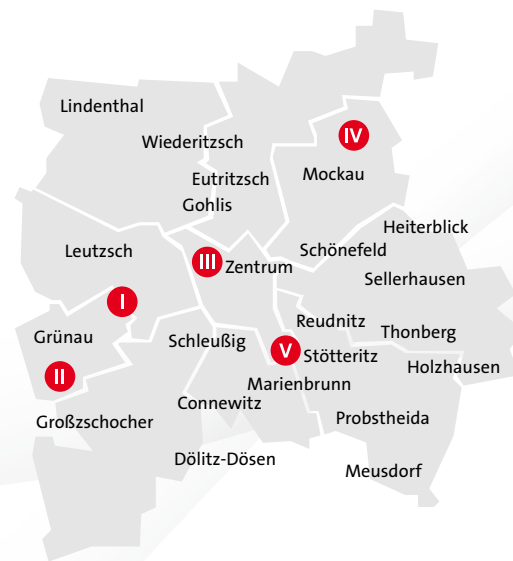 Lindenthal
Wiederitzsch
IV
Mockau
Eutritzsch
Gohlis
Heiterblick
Leutzsch
Schönefeld
III
Zentrum
Sellerhausen
I
Reudnitz
Thonberg
Grünau
Schleußig
V
Stötteritz
Holzhausen
II
Marienbrunn
Connewitz
Großzschocher
Probstheida
Dölitz-Dösen
Meusdorf